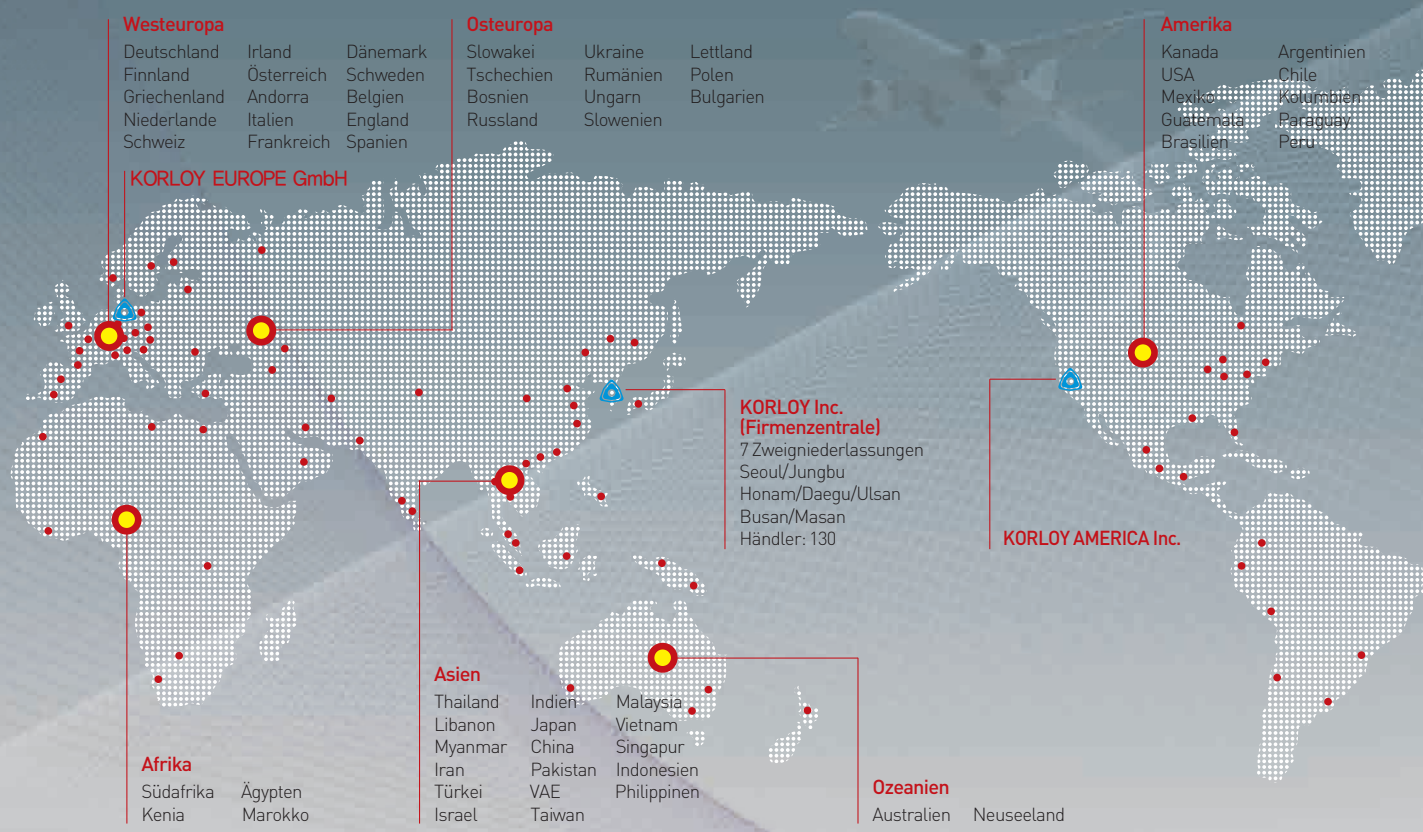 Westeuropa
Deutschland Irland Dänemark
Finnland Österreich Schweden
Griechenland Andorra Belgien
Niederlande Italien England
Schweiz Frankreich Spanien
Osteuropa
Slowakei Ukraine Lettland
Tschechien Rumänien Polen
Bosnien Ungarn Bulgarien
Russland Slowenien
Amerika
Kanada Argentinien
USA Chile
Mexiko Kolumbien
Guatemala Paraguay
Brasilien Peru
KORLOY EUROPE GmbH
KORLOY Inc.
(Firmenzentrale)
7 Zweigniederlassungen
Seoul/Jungbu
Honam/Daegu/Ulsan
Busan/Masan
Händler: 130
KORLOY AMERICA Inc.
Afrika
Südafrika Ägypten
Kenia Marokko
Asien
Thailand Indien Malaysia
Libanon Japan Vietnam
Myanmar China Singapur
Iran Pakistan Indonesien
Türkei VAE Philippinen
Israel Taiwan
Ozeanien
Australien Neuseeland